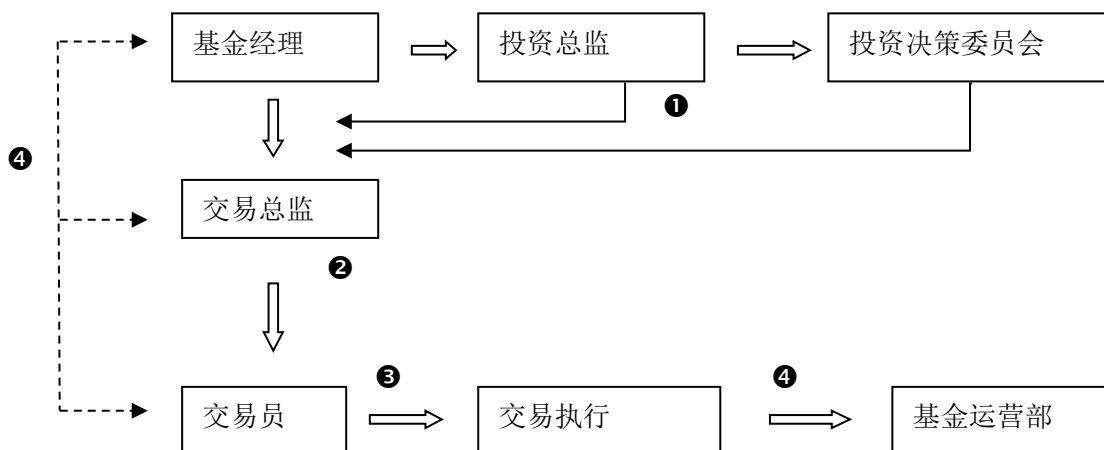 基金经理
投资总监
投资决策委员会
❶
❹
交易总监
❷
❸
❹
交易员
交易执行
基金运营部